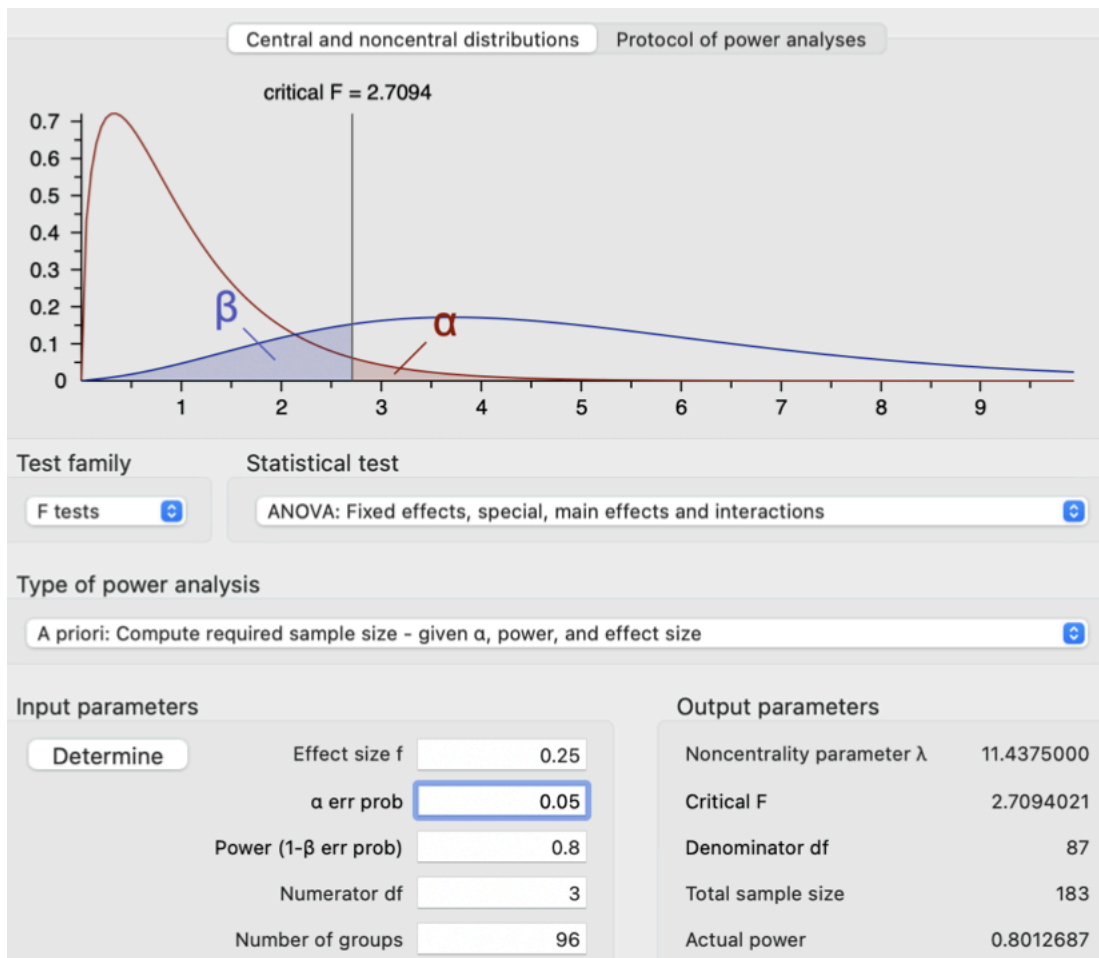 Central and noncentral distributions Protocol of power analyses
critical F = 2.7094
0.7
0.6
0.5
0.4
0.3
0.2
0.1
0
β
α
1 2 3 4 5 6 7 8 9
Test family Statistical test
F tests ANOVA: Fixed effects, special, main effects and interactions
Type of power analysis
A priori: Compute required sample size - given α, power, and effect size
Input parameters Output parameters
Determine Effect size f 0.25 Noncentrality parameter λ 11.4375000
α err prob 0.05 Critical F 2.7094021
Power (1-β err prob) 0.8 Denominator df 87
Numerator df 3 Total sample size 183
Number of groups 96 Actual power 0.8012687